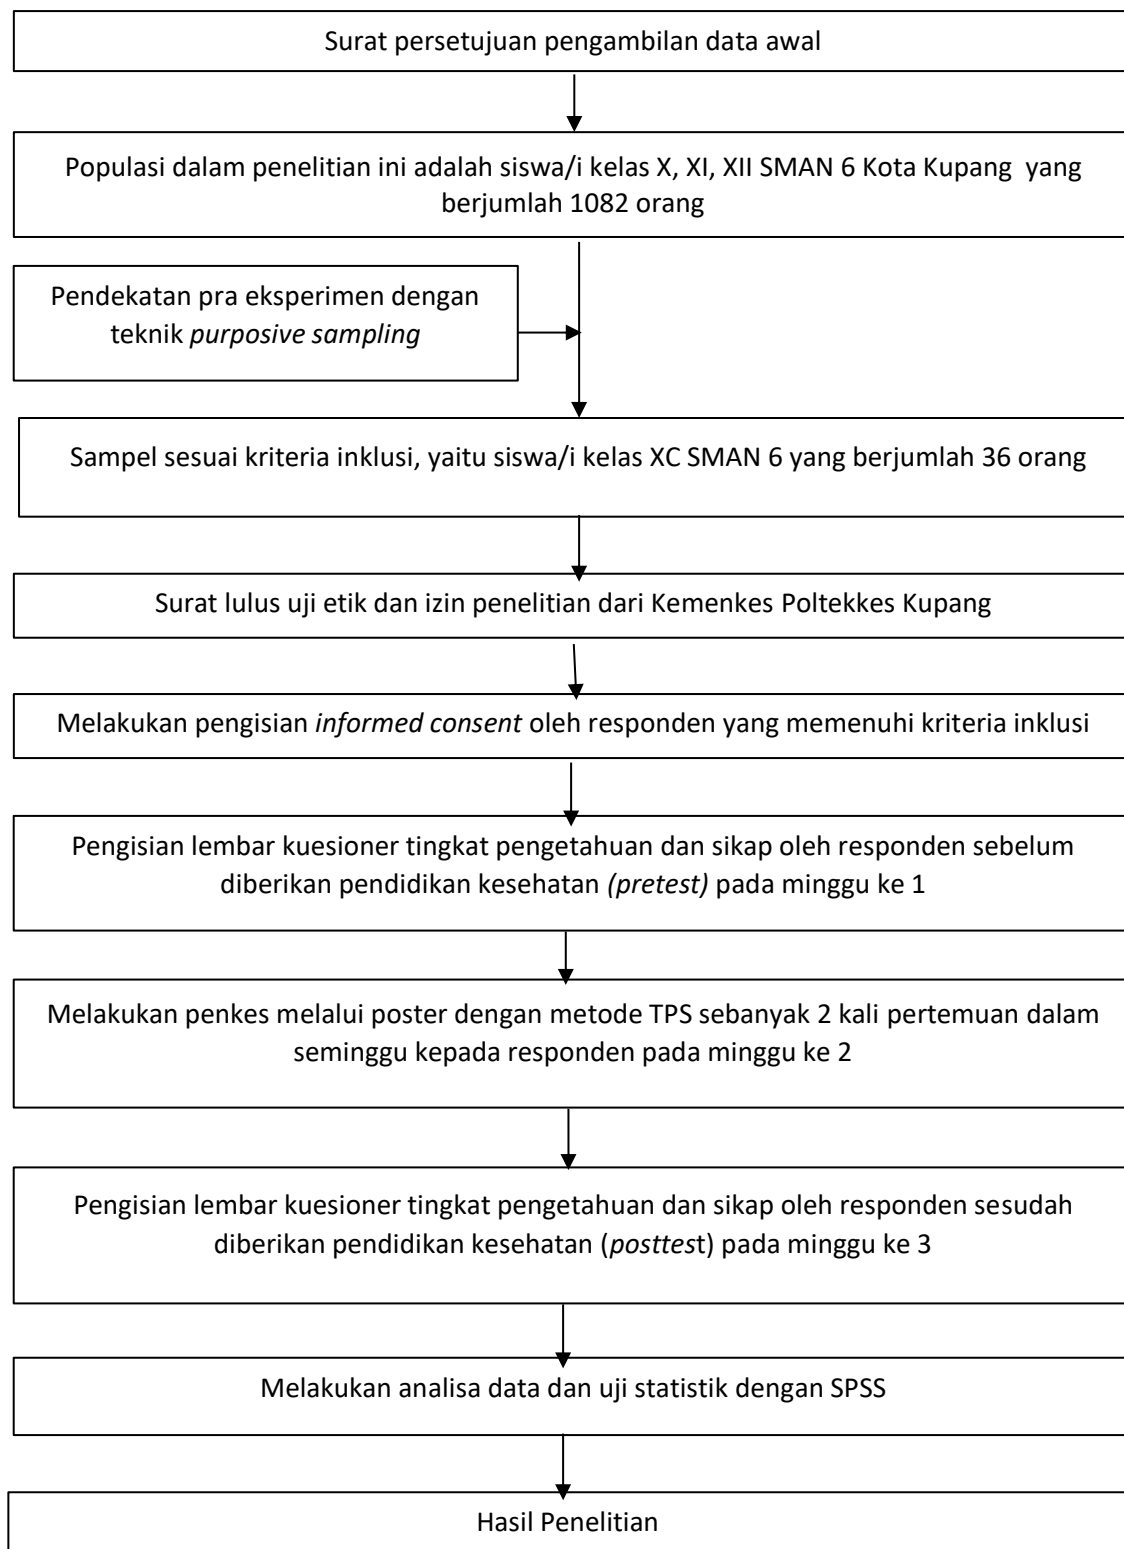 Surat persetujuan pengambilan data awal
Populasi dalam penelitian ini adalah siswa/i kelas X, XI, XII SMAN 6 Kota Kupang yang
berjumlah 1082 orang
Pendekatan pra eksperimen dengan
teknik purposive sampling
Sampel sesuai kriteria inklusi, yaitu siswa/i kelas XC SMAN 6 yang berjumlah 36 orang
Surat lulus uji etik dan izin penelitian dari Kemenkes Poltekkes Kupang
Melakukan pengisian informed consent oleh responden yang memenuhi kriteria inklusi
Pengisian lembar kuesioner tingkat pengetahuan dan sikap oleh responden sebelum
diberikan pendidikan kesehatan (pretest) pada minggu ke 1
Melakukan penkes melalui poster dengan metode TPS sebanyak 2 kali pertemuan dalam
seminggu kepada responden pada minggu ke 2
Pengisian lembar kuesioner tingkat pengetahuan dan sikap oleh responden sesudah
diberikan pendidikan kesehatan (posttest) pada minggu ke 3
Melakukan analisa data dan uji statistik dengan SPSS
Hasil Penelitian